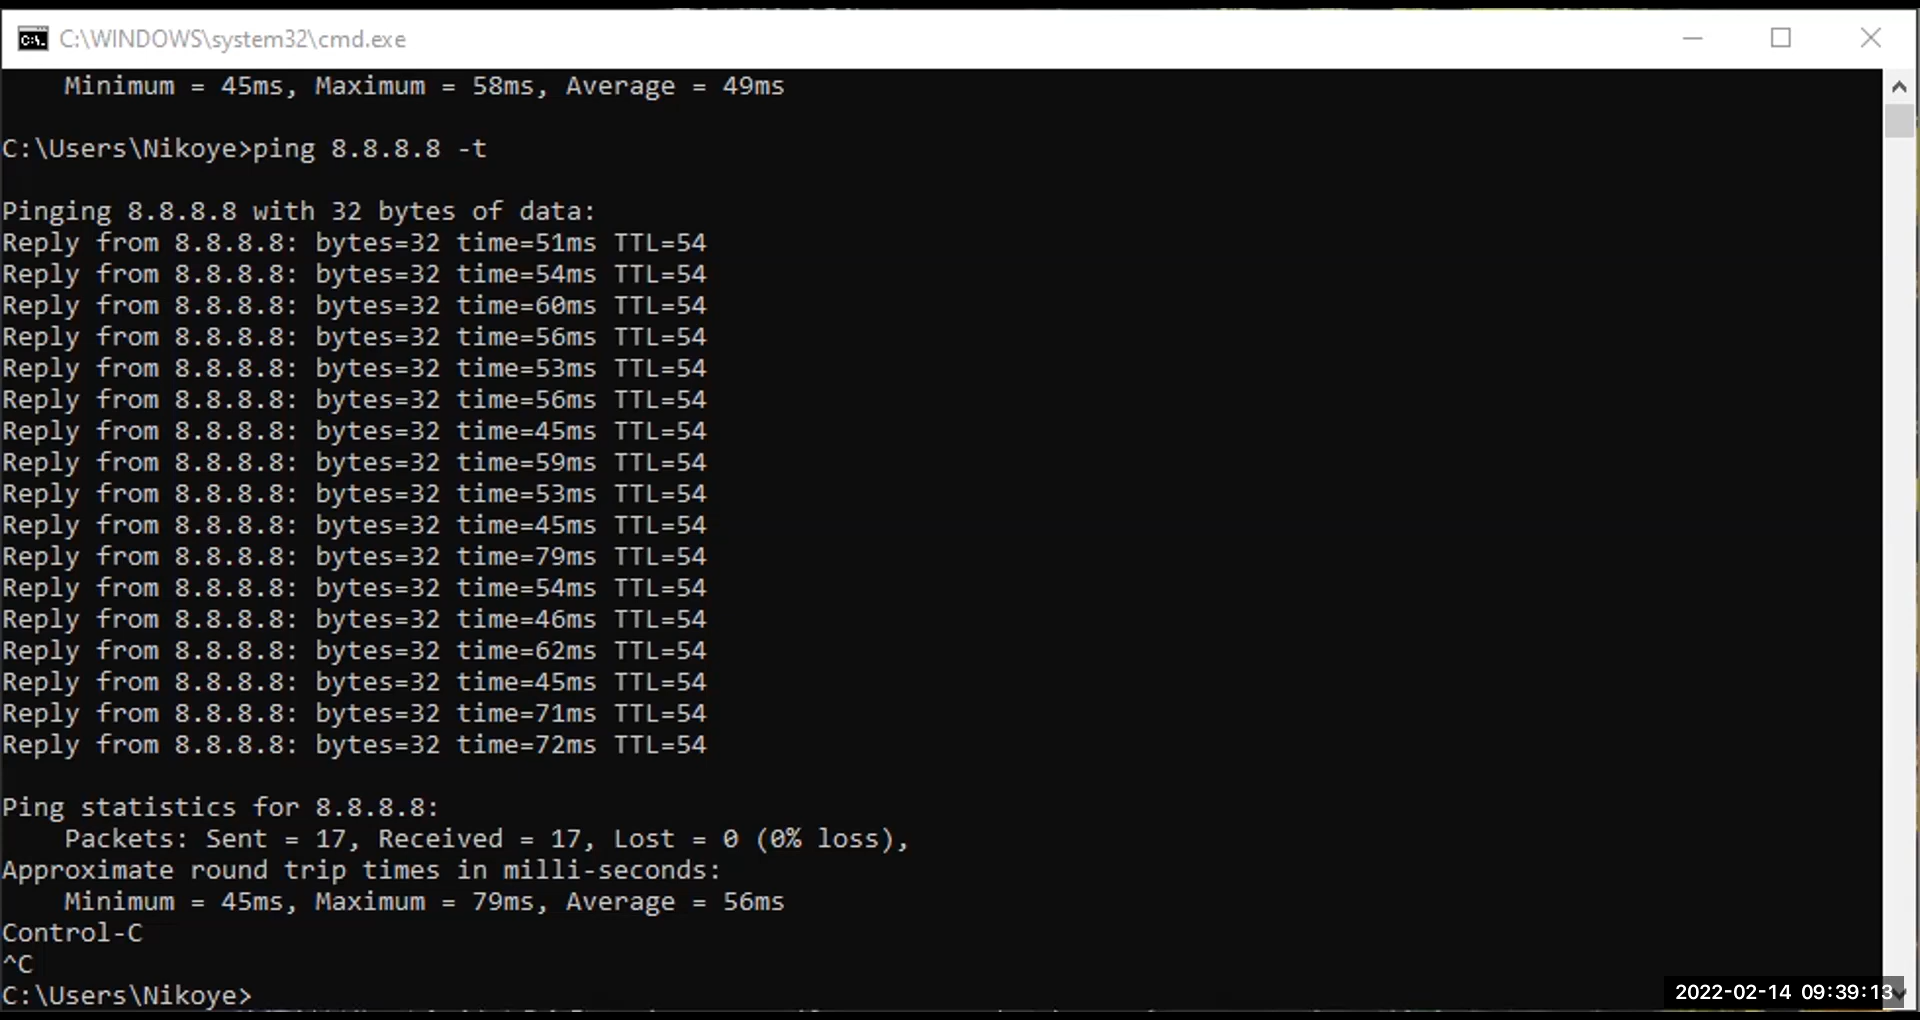 C:\WINDOWS\system32\cmd.exe
Minimum = 45ms, Maximum = 58ms, Average = 49ms
C:\Users\Nikoye>ping 8.8.8.8 -t
Pinging 8.8.8.8 with 32 bytes of data:
Reply from 8.8.8.8: bytes=32 time=51ms TTL=54
Reply from 8.8.8.8: bytes=32 time=54ms TTL=54
Reply from 8.8.8.8: bytes=32 time=60ms TTL=54
Reply from 8.8.8.8: bytes=32 time=56ms TTL=54
Reply from 8.8.8.8: bytes=32 time=53ms TTL=54
Reply from 8.8.8.8: bytes=32 time=56ms TTL=54
Reply from 8.8.8.8: bytes=32 time=45ms TTL=54
Reply from 8.8.8.8: bytes=32 time=59ms TTL=54
Reply from 8.8.8.8: bytes=32 time=53ms TTL=54
Reply from 8.8.8.8: bytes=32 time=45ms TTL=54
Reply from 8.8.8.8: bytes=32 time=79ms TTL=54
Reply from 8.8.8.8: bytes=32 time=54ms TTL=54
Reply from 8.8.8.8: bytes=32 time=46ms TTL=54
Reply from 8.8.8.8: bytes=32 time=62ms TTL=54
Reply from 8.8.8.8: bytes=32 time=45ms TTL=54
Reply from 8.8.8.8: bytes=32 time=71ms TTL=54
Reply from 8.8.8.8: bytes=32 time=72ms TTL=54
Ping statistics for 8.8.8.8:
Packets: Sent = 17, Received = 17, Lost = 0 (0% loss),
Approximate round trip times in milli-seconds:
Minimum = 45ms, Maximum = 79ms, Average = 56ms
Control-C
^C
C:\Users\Nikoye>
2022-02-14 09:39:13